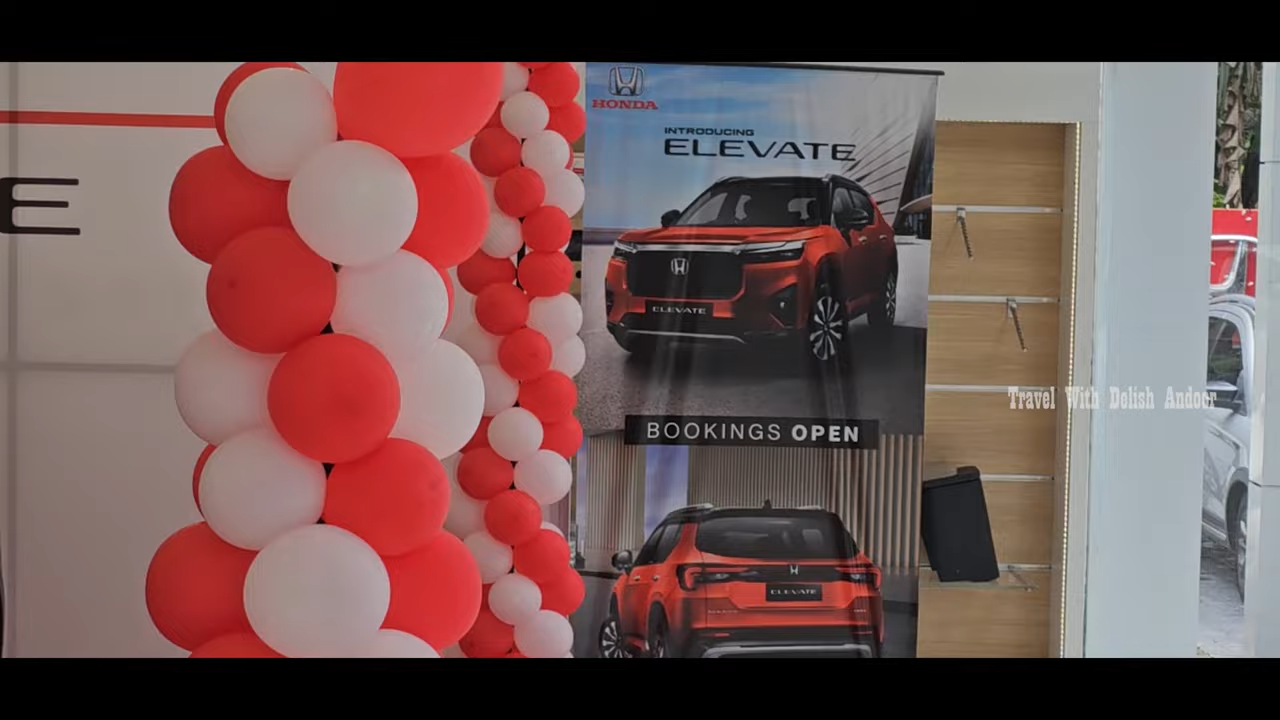 E
HONDA
INTRODUCING
ELEVATE
ELEVATE
BOOKINGS OPEN
Travel With Delish Andoor
ELEVATE